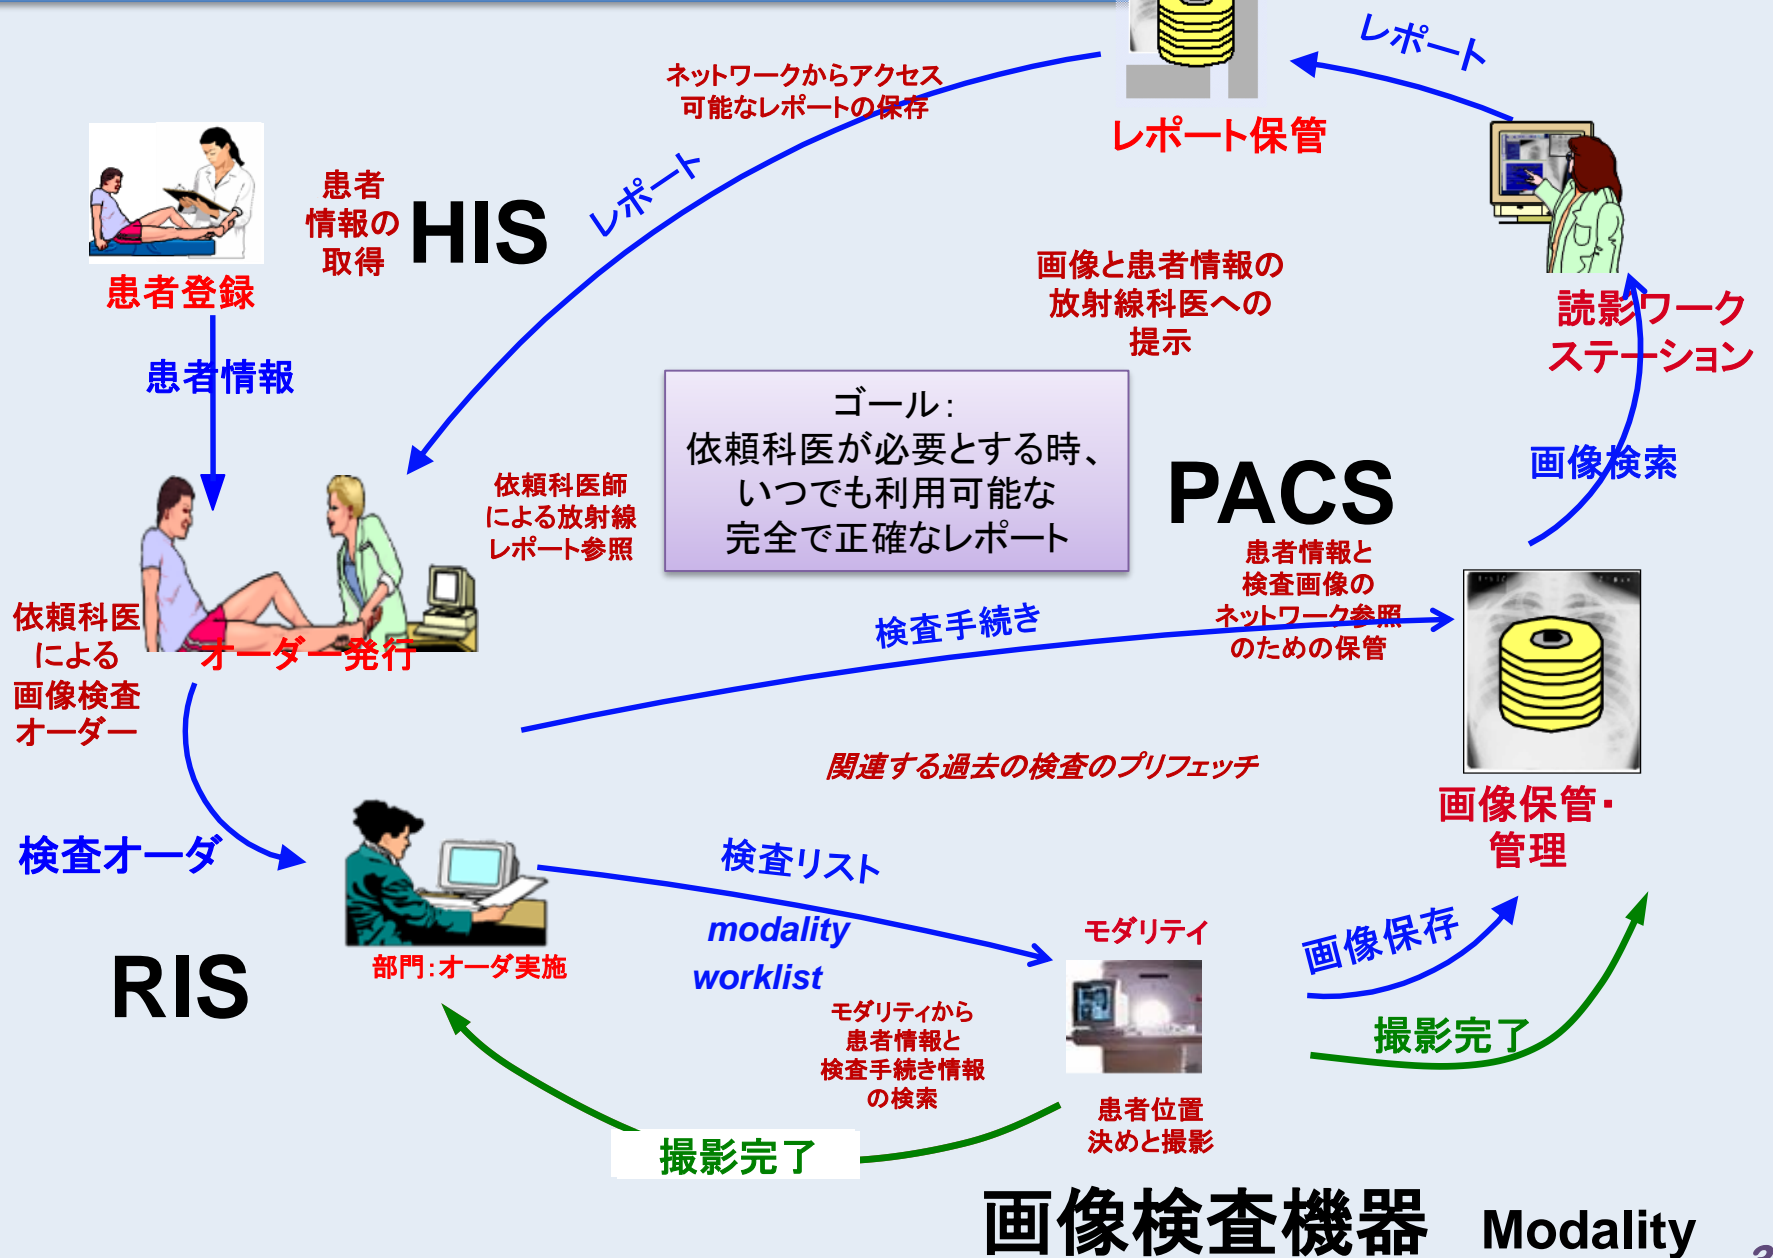 レポート
ネットワークからアクセス
可能なレポートの保存
レポート保管
レポート
患者
情報の
取得
HIS
患者登録
画像と患者情報の
放射線科医への
提示
読影ワーク
ステーション
患者情報
ゴール：
依頼科医が必要とする時、
いつでも利用可能な
完全で正確なレポート
画像検索
PACS
依頼科医師
による放射線
レポート参照
患者情報と
検査画像の
ネットワーク参照
のための保管
検査手続き
依頼科医
による
画像検査
オーダー
オーダー発行
関連する過去の検査のプリフェッチ
画像保管・
管理
検査オーダ
検査リスト
modality
worklist
モダリティ
画像保存
部門：オーダ実施
RIS
モダリティから
患者情報と
検査手続き情報
の検索
撮影完了
患者位置
決めと撮影
撮影完了
画像検査機器 Modality